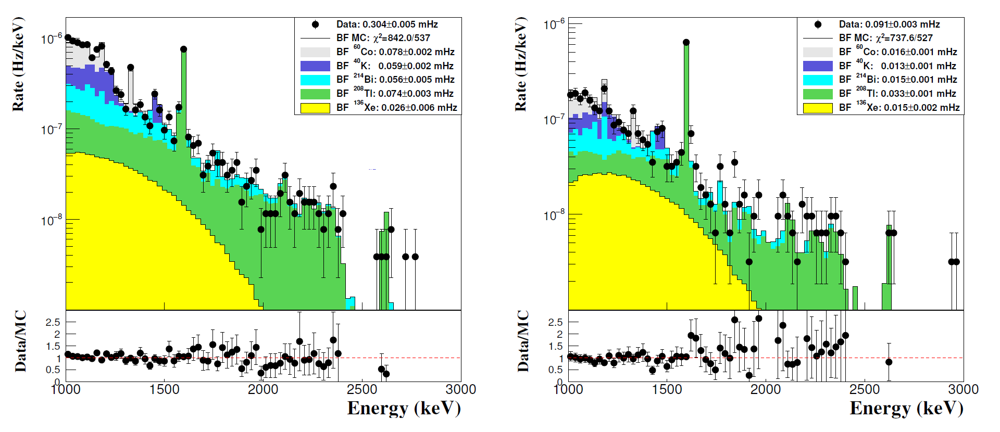 Rate (Hz/keV)
10⁻⁶
10⁻⁷
10⁻⁸
Data: 0.304±0.005 mHz
BF MC: χ²=842.0/537
BF ⁶⁰Co: 0.078±0.002 mHz
BF ⁴⁰K: 0.059±0.002 mHz
BF ²¹⁴Bi: 0.056±0.005 mHz
BF ²⁰⁸Tl: 0.074±0.003 mHz
BF ¹³⁶Xe: 0.026±0.006 mHz
Data/MC
2.5
2
1.5
1
0.5
0
1000 1500 2000 2500 3000
Energy (keV)
Rate (Hz/keV)
10⁻⁶
10⁻⁷
10⁻⁸
Data: 0.091±0.003 mHz
BF MC: χ²=737.6/527
BF ⁶⁰Co: 0.016±0.001 mHz
BF ⁴⁰K: 0.013±0.001 mHz
BF ²¹⁴Bi: 0.015±0.001 mHz
BF ²⁰⁸Tl: 0.033±0.001 mHz
BF ¹³⁶Xe: 0.015±0.002 mHz
Data/MC
2.5
2
1.5
1
0.5
0
1000 1500 2000 2500 3000
Energy (keV)